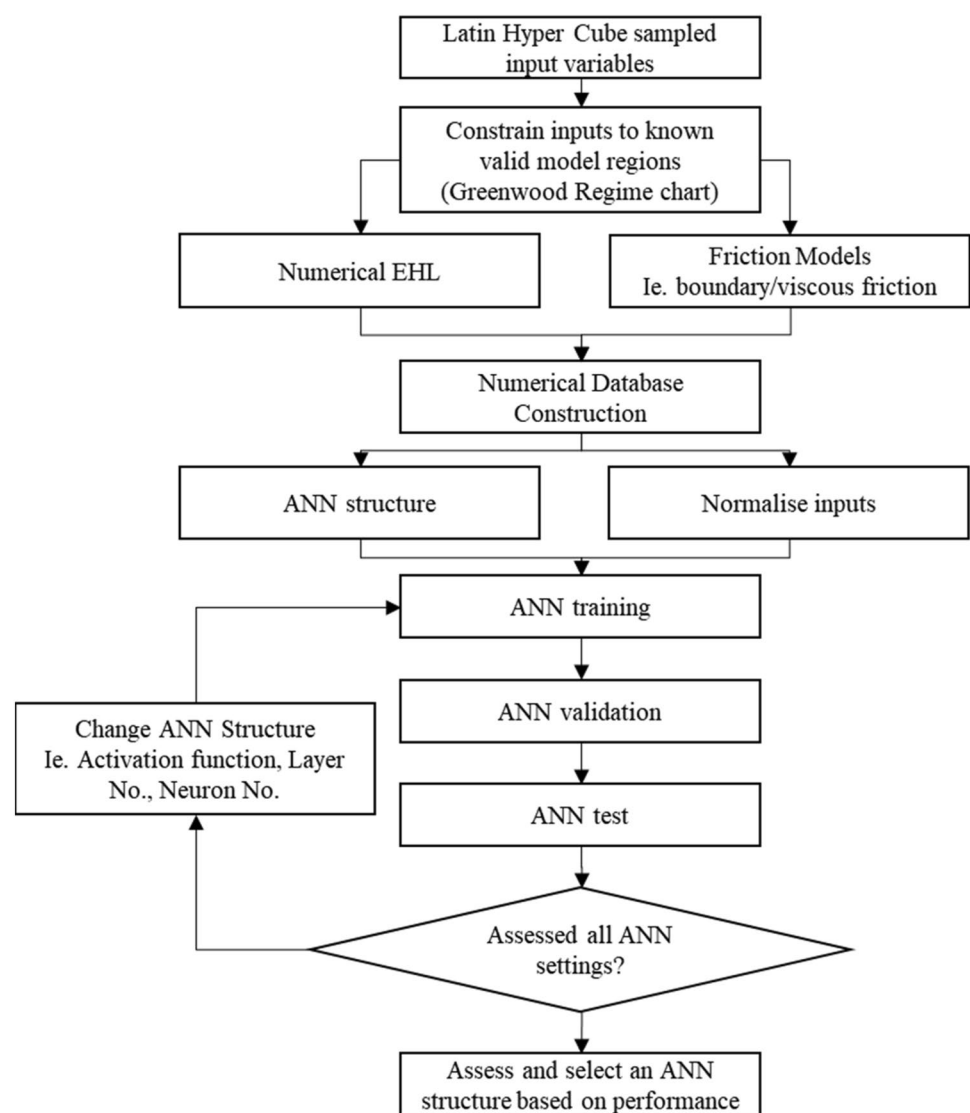 Latin Hyper Cube sampled
input variables
Constrain inputs to known
valid model regions
(Greenwood Regime chart)
Numerical EHL
Friction Models
Ie. boundary/viscous friction
Numerical Database
Construction
ANN structure
Normalise inputs
ANN training
ANN validation
Change ANN Structure
Ie. Activation function, Layer
No., Neuron No.
ANN test
Assessed all ANN
settings?
Assess and select an ANN
structure based on performance